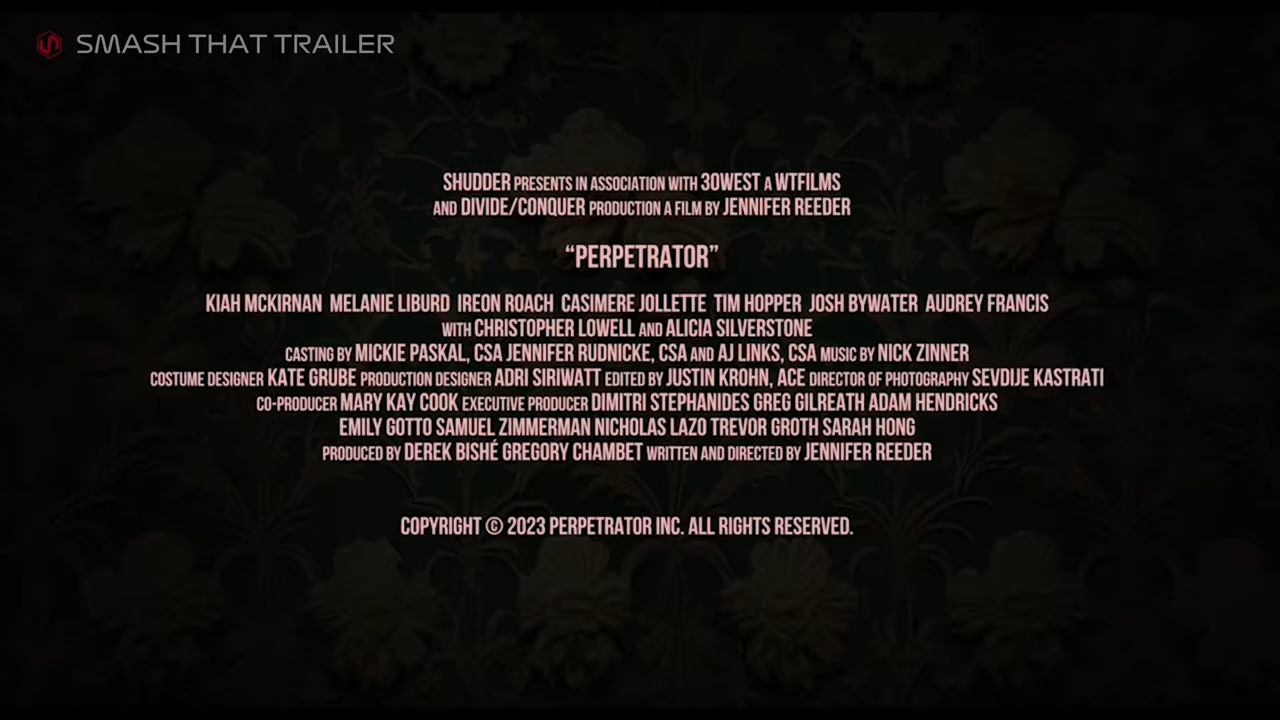 SMASH THAT TRAILER
SHUDDER PRESENTS IN ASSOCIATION WITH 30WEST A WTFILMS
AND DIVIDE/CONQUER PRODUCTION A FILM BY JENNIFER REEDER
“PERPETRATOR”
KIAH MCKIRNAN MELANIE LIBURD IREON ROACH CASIMERE JOLLETTE TIM HOPPER JOSH BYWATER AUDREY FRANCIS
WITH CHRISTOPHER LOWELL AND ALICIA SILVERSTONE
CASTING BY MICKIE PASKAL, CSA JENNIFER RUDNICKE, CSA AND AJ LINKS, CSA MUSIC BY NICK ZINNER
COSTUME DESIGNER KATE GRUBE PRODUCTION DESIGNER ADRI SIRIWATT EDITED BY JUSTIN KROHN, ACE DIRECTOR OF PHOTOGRAPHY SEVDIJE KASTRATI
CO-PRODUCER MARY KAY COOK EXECUTIVE PRODUCER DIMITRI STEPHANIDES GREG GILREATH ADAM HENDRICKS
EMILY GOTTO SAMUEL ZIMMERMAN NICHOLAS LAZO TREVOR GROTH SARAH HONG
PRODUCED BY DEREK BISHÉ GREGORY CHAMBET WRITTEN AND DIRECTED BY JENNIFER REEDER
COPYRIGHT © 2023 PERPETRATOR INC. ALL RIGHTS RESERVED.